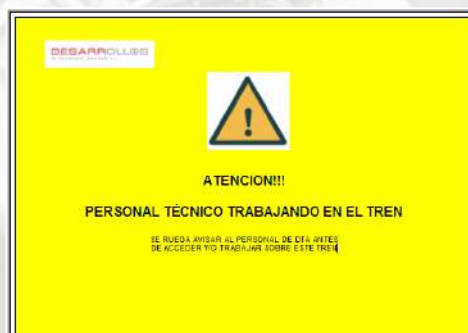 DESARROLLOS
ATENCION!!!
PERSONAL TÉCNICO TRABAJANDO EN EL TREN
SE RUEGA AVISAR AL PERSONAL DE DTA ANTES
DE ACCEDER Y/O TRABAJAR SOBRE ESTE TREN